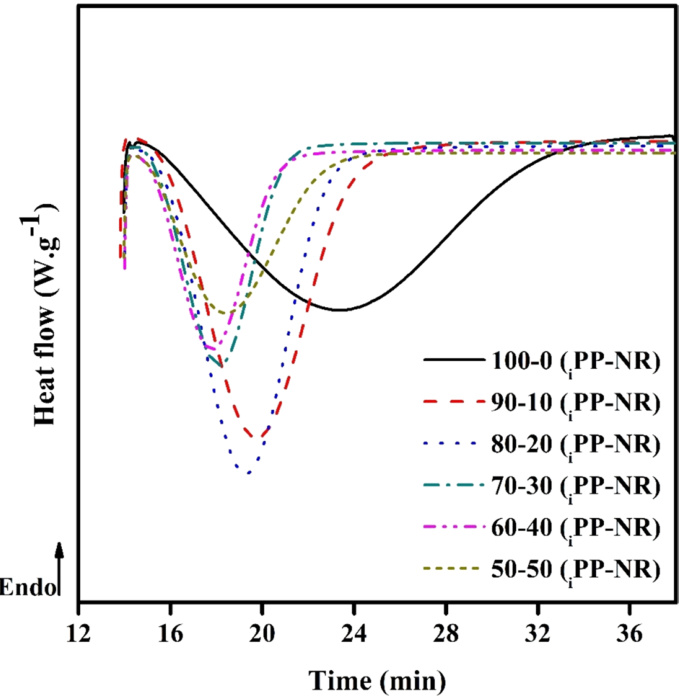 Heat flow (W.g-1)
100-0 (iPP-NR)
90-10 (iPP-NR)
80-20 (iPP-NR)
70-30 (iPP-NR)
60-40 (iPP-NR)
50-50 (iPP-NR)
Endo
12 16 20 24 28 32 36
Time (min)